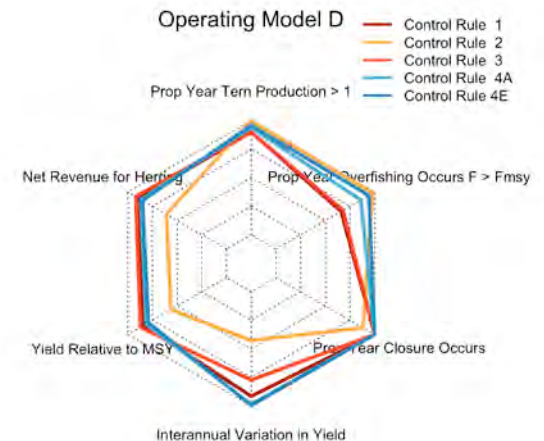 Operating Model D
Control Rule 1
Control Rule 2
Control Rule 3
Control Rule 4A
Control Rule 4E
Prop Year Tern Production > 1
Net Revenue for Herring
Prop Year Overfishing Occurs F > Fmsy
Yield Relative to MSY
Prop Year Closure Occurs
Interannual Variation in Yield